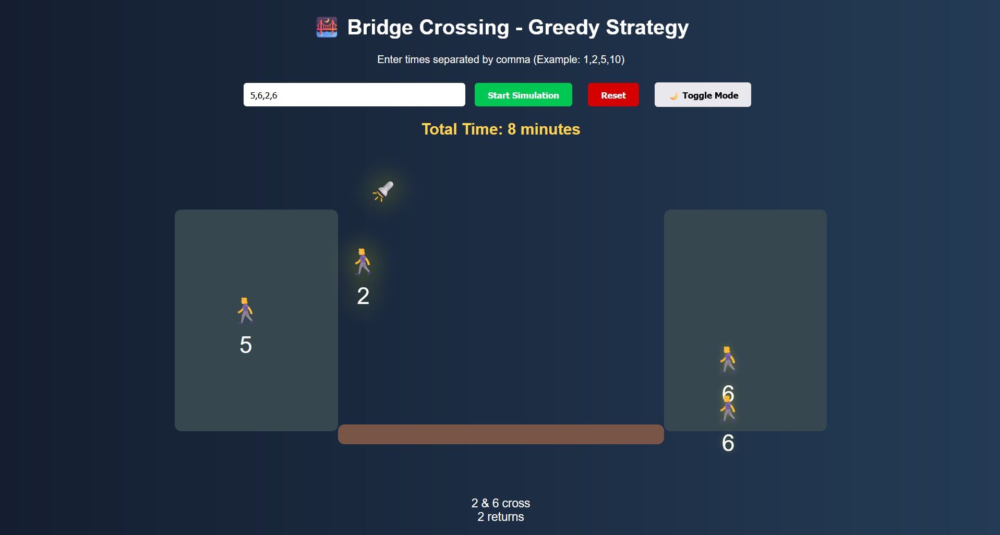 Bridge Crossing - Greedy Strategy
Enter times separated by comma (Example: 1,2,5,10)
5,6,2,6
Start Simulation
Reset
Toggle Mode
Total Time: 8 minutes
2
5
6
6
2 & 6 cross
2 returns